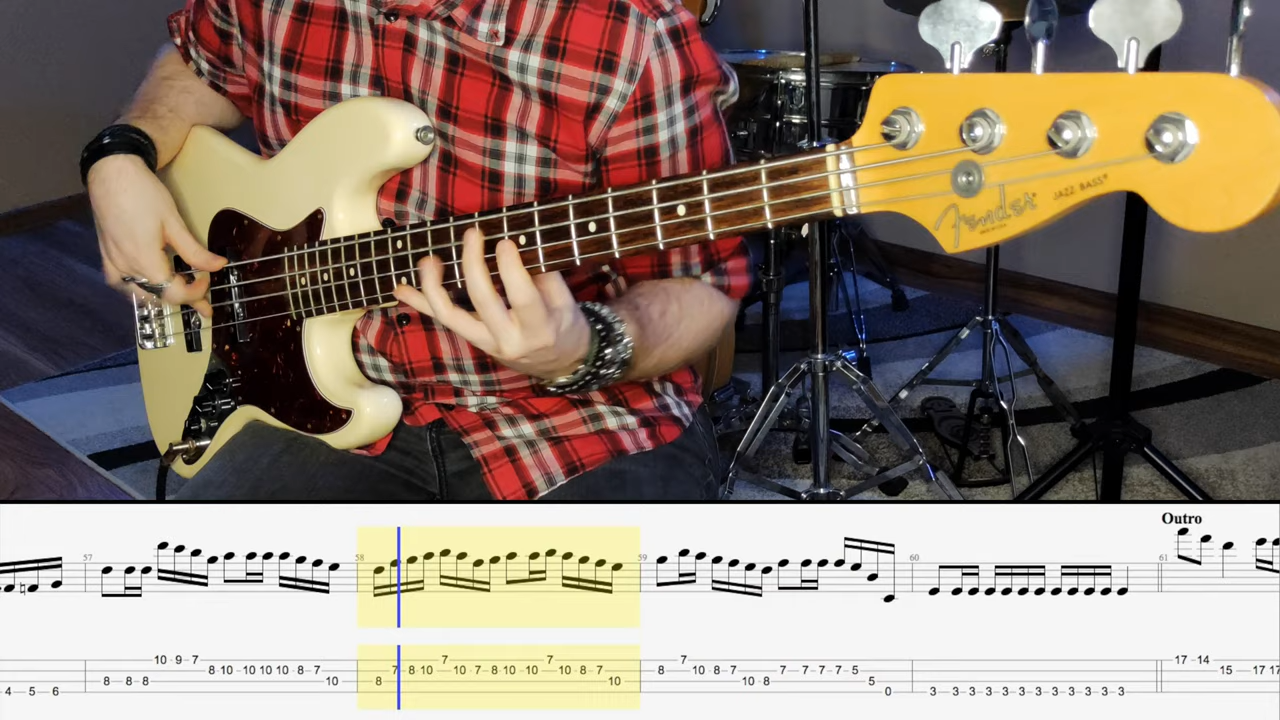 Fender
JAZZ BASS
Outro
57 58 59 60 61
10 9 7 7 7 7 17 14
8 10 10 10 10 8 7 7 8 10 10 7 8 10 10 10 8 7 8 10 8 7 7 7 7 7 5 15 17 17
8 8 8 10 8 10 10 8 5
4 5 6 0 3 3 3 3 3 3 3 3 3 3 3 3